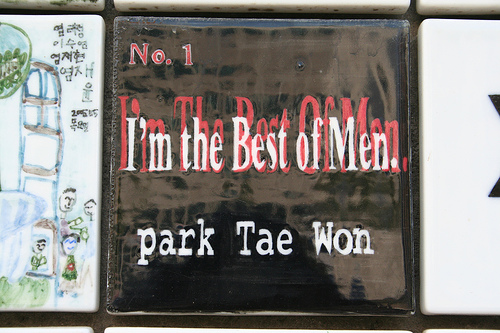 No. 1
I'm the Best of Men.
park Tae Won